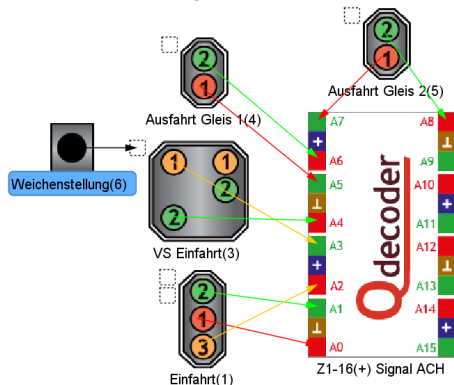 2
1
Ausfahrt Gleis 1(4)
2
1
Ausfahrt Gleis 2(5)
Weichenstellung(6)
1
1
2
2
VS Einfahrt(3)
2
1
3
Einfahrt(1)
A7
A8
+
⊥
A6
A9
A5
A10
⊥
+
A4
A11
A3
A12
+
⊥
A2
A13
A1
A14
⊥
+
A0
A15
Qdecoder
Z1-16(+) Signal ACH